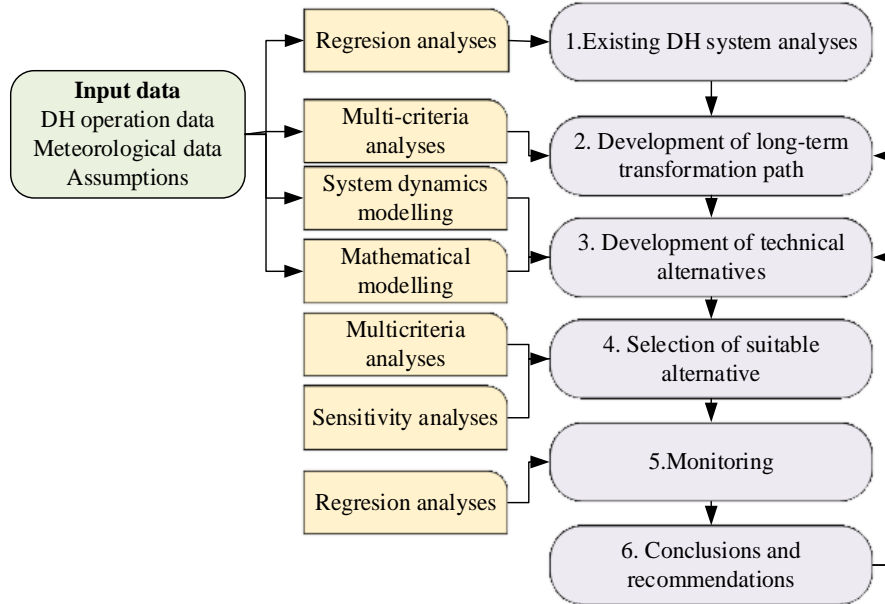 Input data
DH operation data
Meteorological data
Assumptions
Regresion analyses
Multi-criteria
analyses
System dynamics
modelling
Mathematical
modelling
Multicriteria
analyses
Sensitivity analyses
Regresion analyses
1.Existing DH system analyses
2. Development of long-term
transformation path
3. Development of technical
alternatives
4. Selection of suitable
alternative
5.Monitoring
6. Conclusions and
recommendations